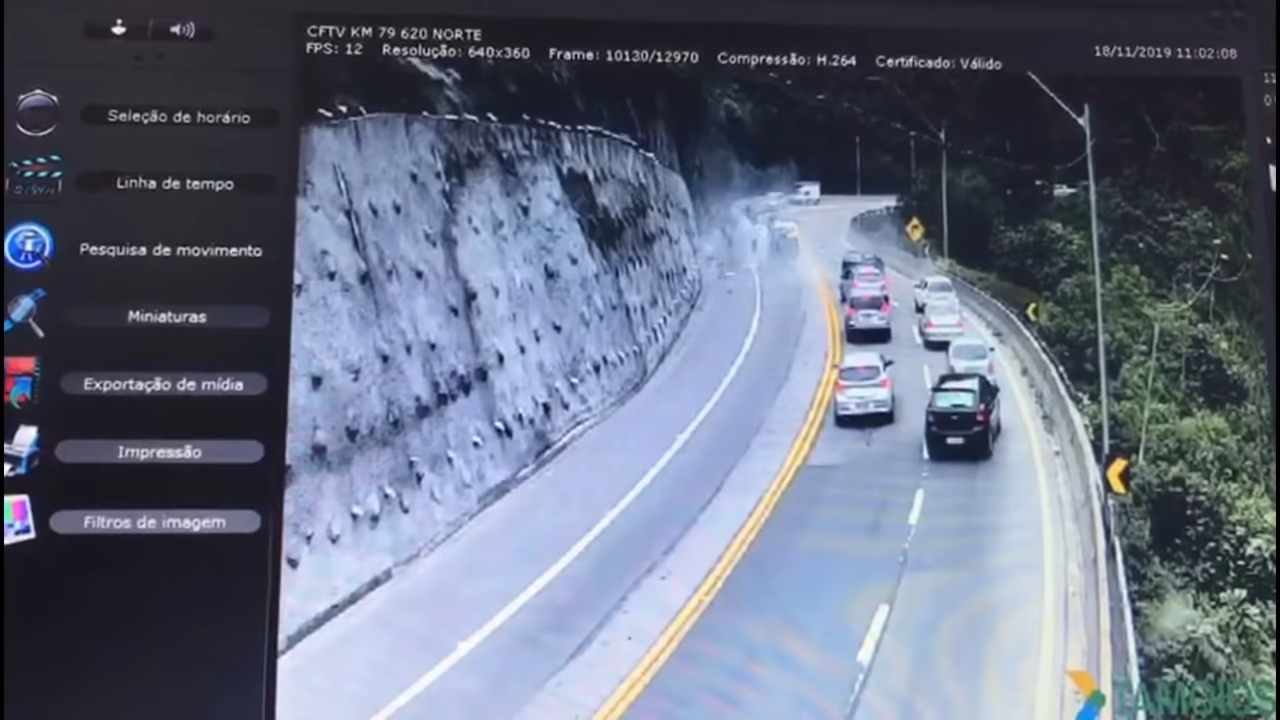 CFTV KM 79 620 NORTE
FPS: 12 Resolução: 640x360 Frame: 10130/12970 Compressão: H.264 Certificado: Válido
18/11/2019 11:02:08
Seleção de horário
Linha de tempo
Pesquisa de movimento
Miniaturas
Exportação de mídia
Impressão
Filtros de imagem
TAMOIOS